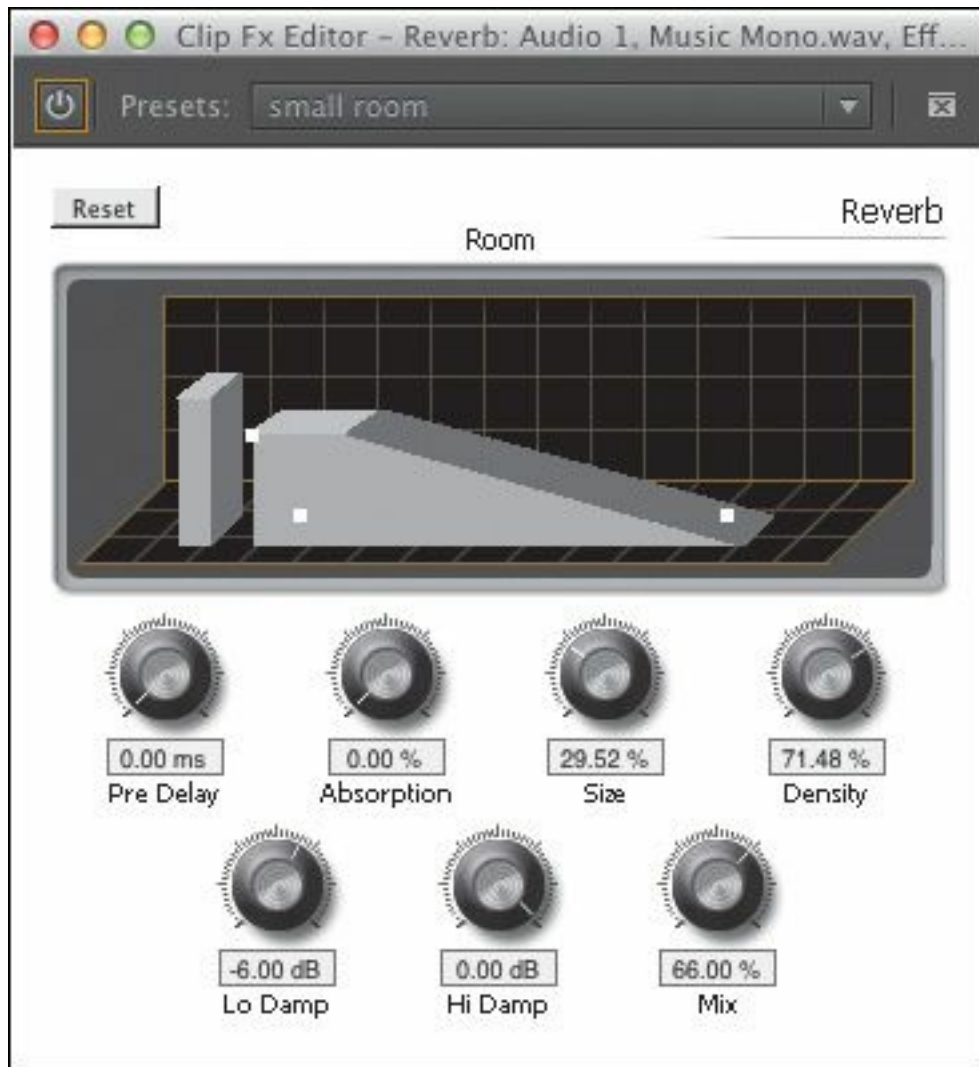 Clip Fx Editor – Reverb: Audio 1, Music Mono.wav, Eff...
Presets: small room
Reset
Reverb
Room
0.00 ms
0.00 %
29.52 %
71.48 %
Pre Delay
Absorption
Size
Density
-6.00 dB
0.00 dB
66.00 %
Lo Damp
Hi Damp
Mix